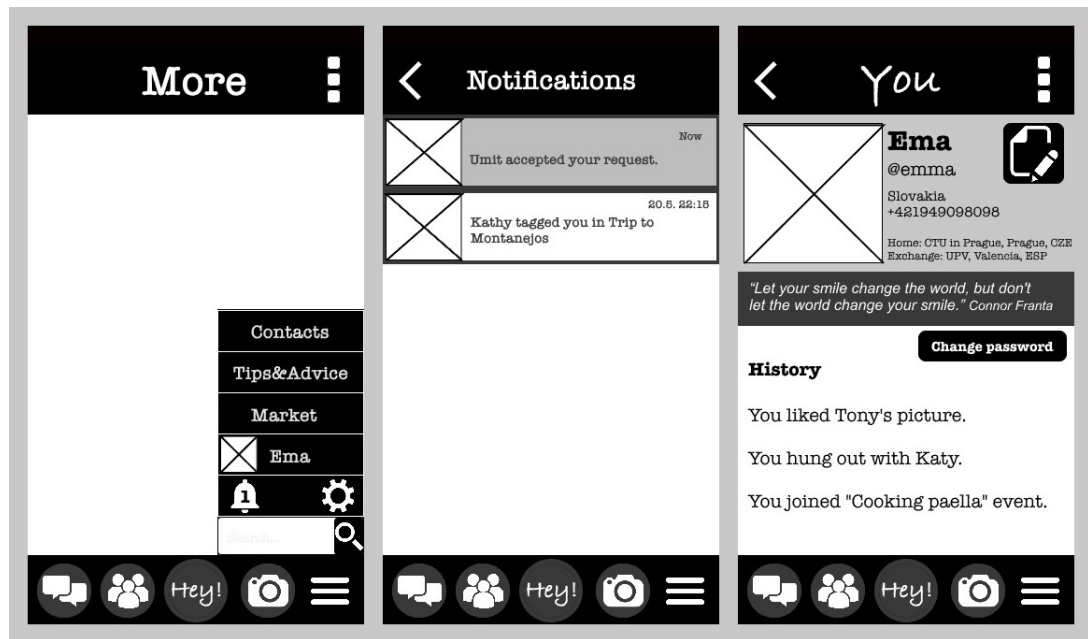 More
Contacts
Tips&Advice
Market
Ema
1
Search...
Hey!
Notifications
Now
Umit accepted your request.
20.5. 22:15
Kathy tagged you in Trip to
Montanejos
Hey!
You
Ema
@emma
Slovakia
+421949098098
Home: CTU in Prague, Prague, CZE
Exchange: UPV, Valencia, ESP
"Let your smile change the world, but don't
let the world change your smile." Connor Franta
Change password
History
You liked Tony's picture.
You hung out with Katy.
You joined "Cooking paella" event.
Hey!